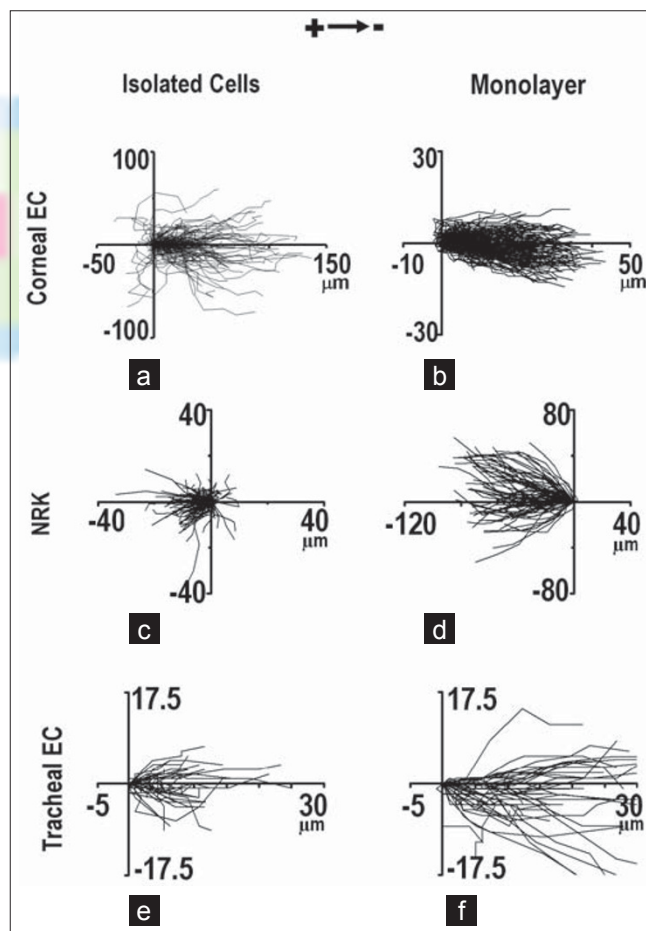 + → -
Isolated Cells Monolayer
Corneal EC
100
-50 150
μm
-100
a
30
-10 50
μm
-30
b
NRK
40
-40 40
μm
-40
c
80
-120 40
μm
-80
d
Tracheal EC
17.5
-5 30
μm
-17.5
e
17.5
-5 30
μm
-17.5
f